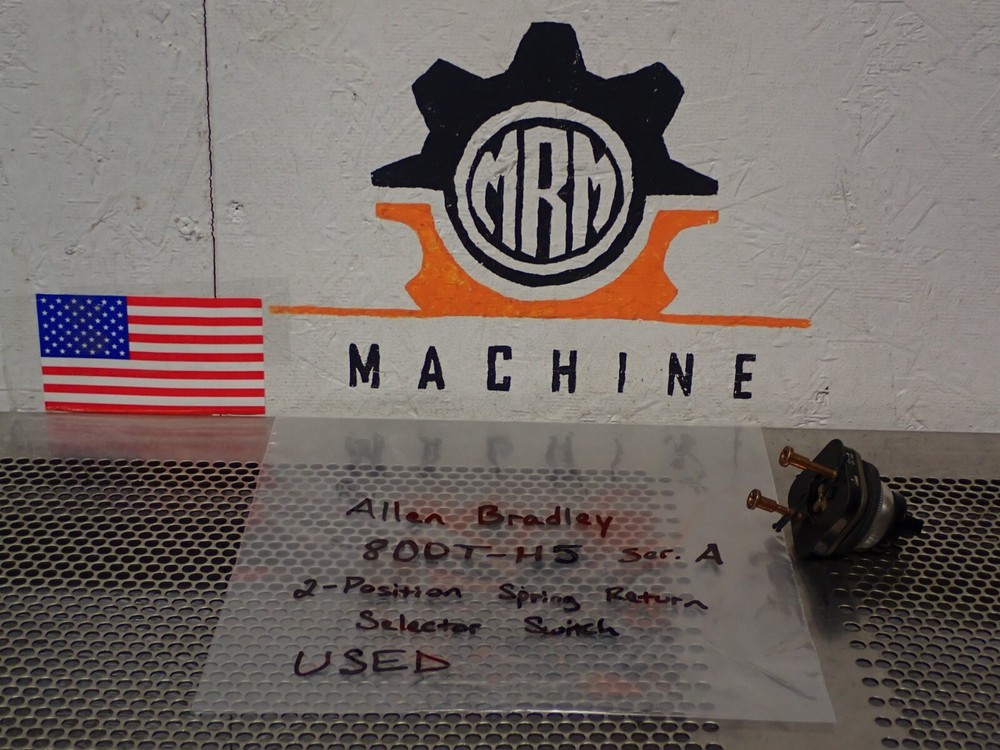 MRM
MACHINE
Allen Bradley
800T-H5 Ser. A
2-Position Spring Return
Selector Switch
USED